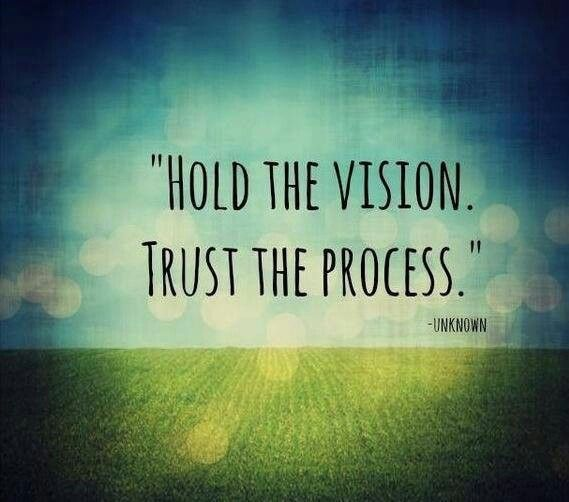 "HOLD THE VISION.
TRUST THE PROCESS."
-UNKNOWN